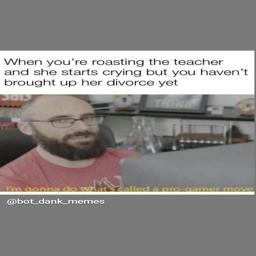 When you're roasting the teacher
and she starts crying but you haven't
brought up her divorce yet
I'm gonna do what's called a pro-gamer move
@bot_dank_memes